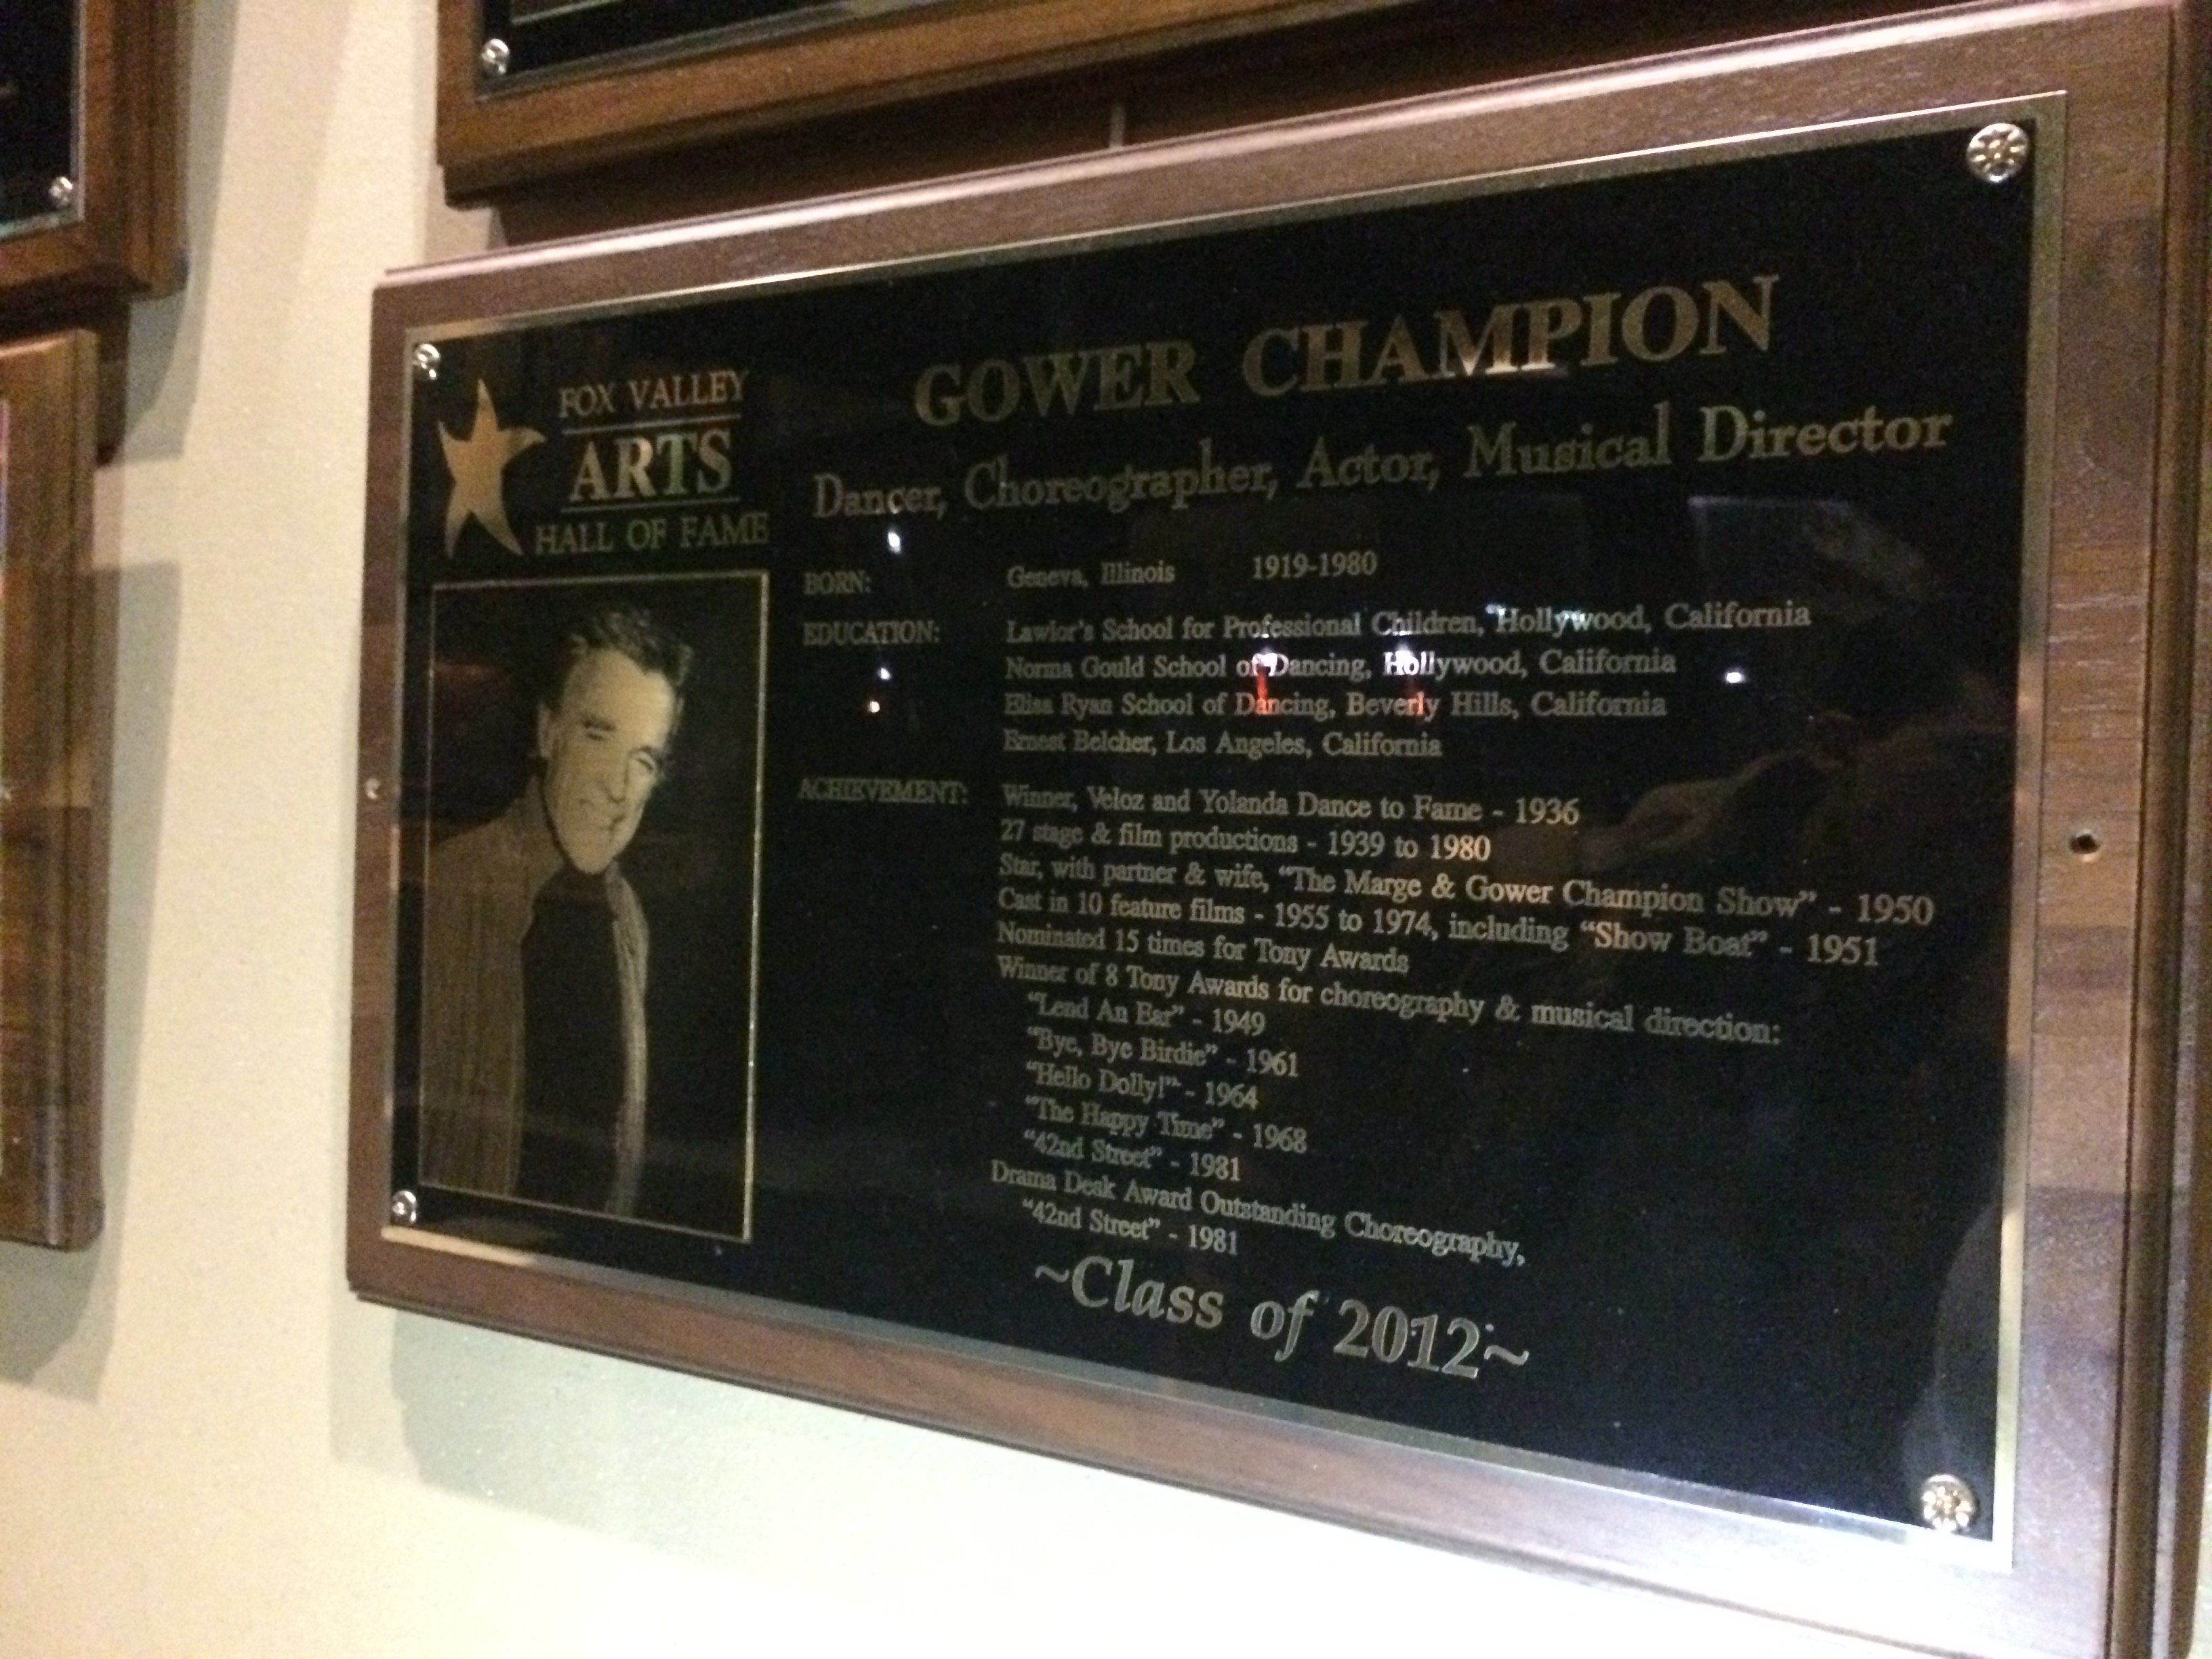 FOX VALLEY
ARTS
HALL OF FAME
GOWER CHAMPION
Dancer, Choreographer, Actor, Musical Director
BORN: Geneva, Illinois 1919-1980
EDUCATION: Lawlor's School for Professional Children, Hollywood, California
Norma Gould School of Dancing, Hollywood, California
Elisa Ryan School of Dancing, Beverly Hills, California
Ernest Belcher, Los Angeles, California
ACHIEVEMENT: Winner, Veloz and Yolanda Dance to Fame - 1936
27 stage & film productions - 1939 to 1980
Star, with partner & wife, "The Marge & Gower Champion Show" - 1950
Cast in 10 feature films - 1955 to 1974, including "Show Boat" - 1951
Nominated 15 times for Tony Awards
Winner of 8 Tony Awards for choreography & musical direction:
"Lend An Ear" - 1949
"Bye, Bye Birdie" - 1961
"Hello Dolly!" - 1964
"The Happy Time" - 1968
"42nd Street" - 1981
Drama Desk Award Outstanding Choreography,
"42nd Street" - 1981
~Class of 2012~